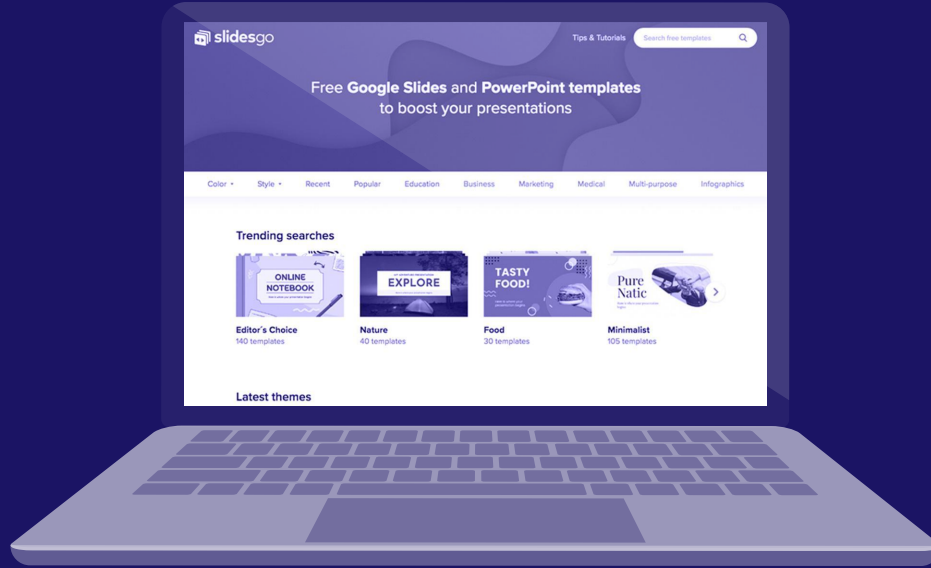 slidesgo
Tips & Tutorials
Search free templates
Free Google Slides and PowerPoint templates
to boost your presentations
Color
Style
Recent
Popular
Education
Business
Marketing
Medical
Multi-purpose
Infographics
Trending searches
ONLINE
NOTEBOOK
EXPLORE
TASTY
FOOD!
Pure
Natic
Editor´s Choice
140 templates
Nature
40 templates
Food
30 templates
Minimalist
105 templates
Latest themes